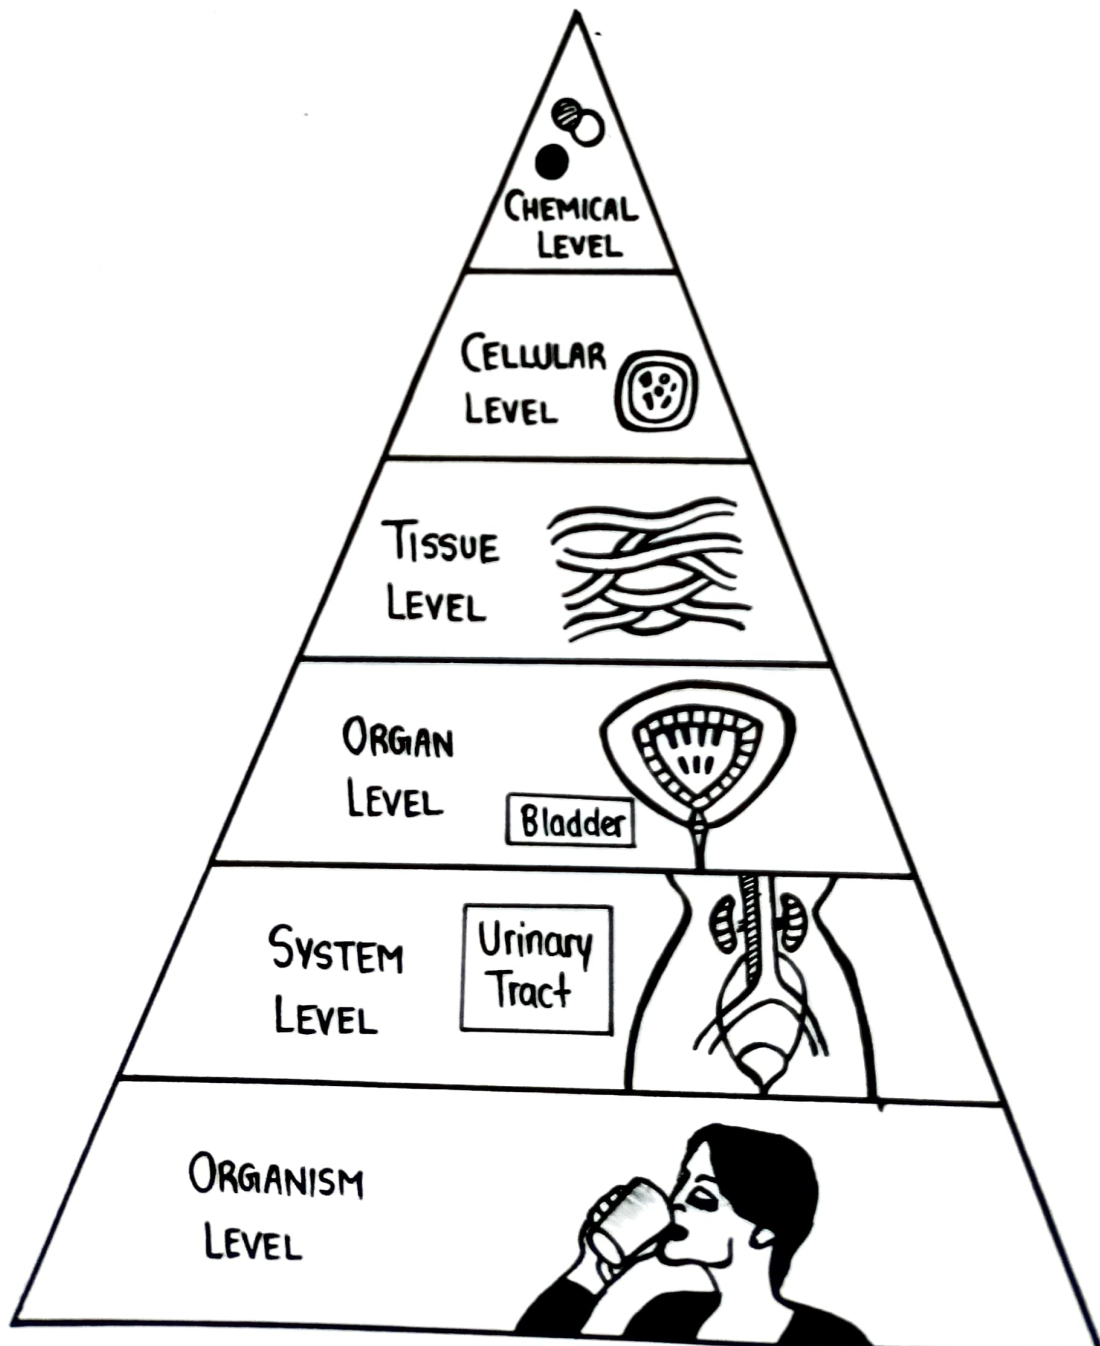 CHEMICAL
LEVEL
CELLULAR
LEVEL
TISSUE
LEVEL
ORGAN
LEVEL
Bladder
SYSTEM
LEVEL
Urinary
Tract
ORGANISM
LEVEL